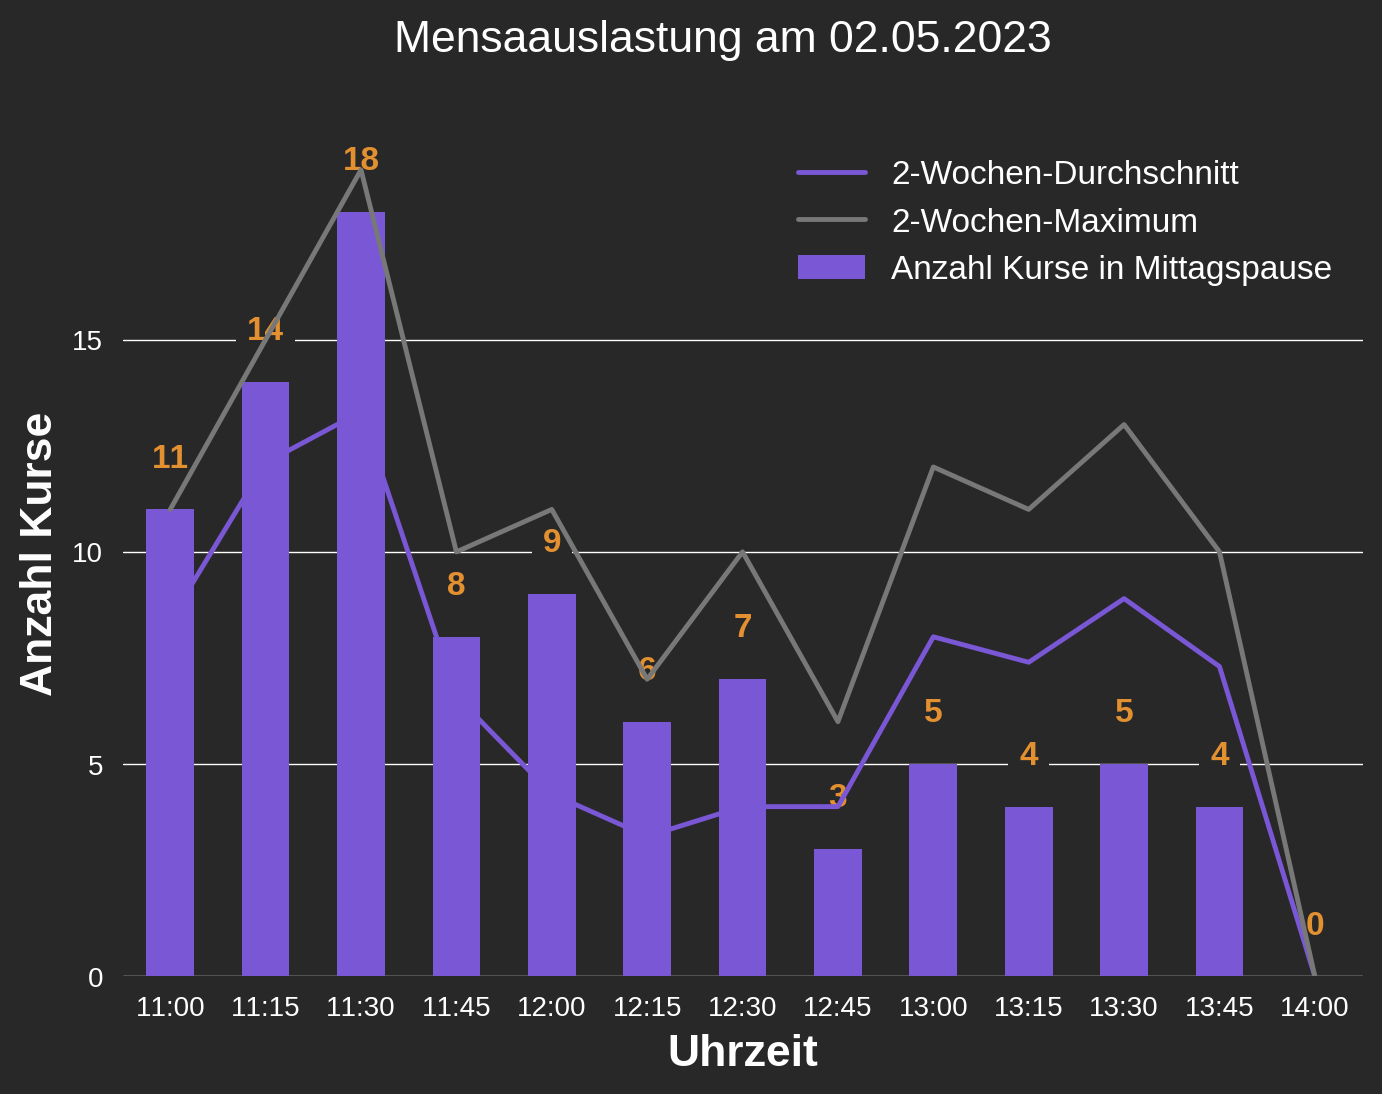 Mensaauslastung am 02.05.2023
2-Wochen-Durchschnitt
2-Wochen-Maximum
Anzahl Kurse in Mittagspause
Anzahl Kurse
15
10
5
0
11
14
18
8
9
6
7
3
5
4
5
4
0
11:00 11:15 11:30 11:45 12:00 12:15 12:30 12:45 13:00 13:15 13:30 13:45 14:00
Uhrzeit